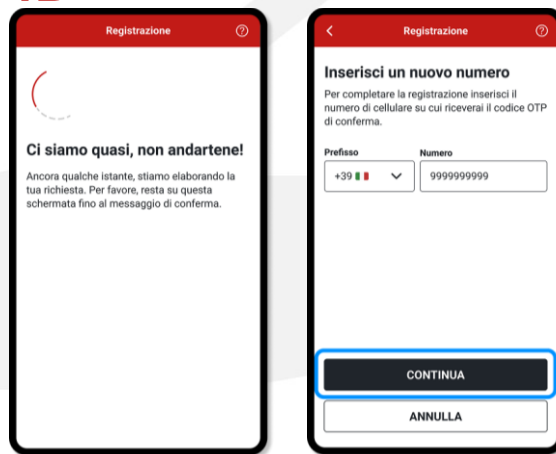 Registrazione
Ci siamo quasi, non andartene!
Ancora qualche istante, stiamo elaborando la
tua richiesta. Per favore, resta su questa
schermata fino al messaggio di conferma.
Registrazione
Inserisci un nuovo numero
Per completare la registrazione inserisci il
numero di cellulare su cui riceverai il codice OTP
di conferma.
Prefisso Numero
+39 9999999999
CONTINUA
ANNULLA